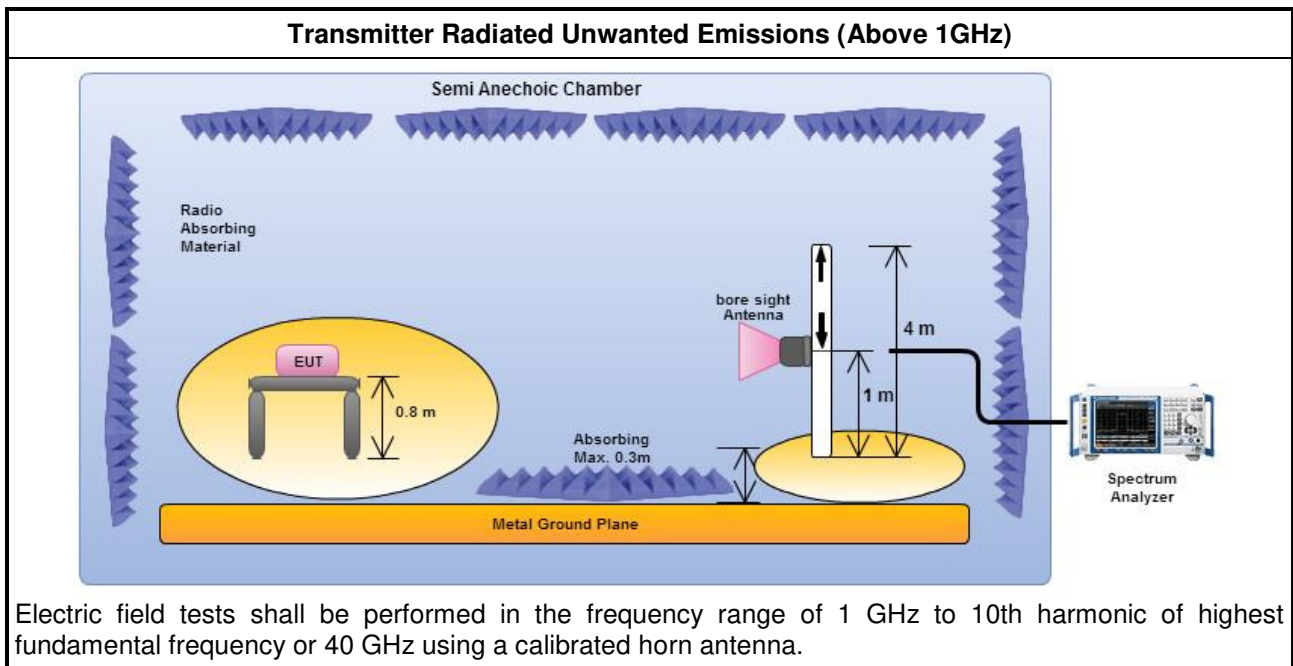 Transmitter Radiated Unwanted Emissions (Above 1GHz)
Semi Anechoic Chamber
Radio
Absorbing
Material
bore sight
Antenna
4 m
EUT
1 m
0.8 m
Absorbing
Max. 0.3m
Spectrum
Analyzer
Metal Ground Plane
Electric field tests shall be performed in the frequency range of 1 GHz to 10th harmonic of highest
fundamental frequency or 40 GHz using a calibrated horn antenna.